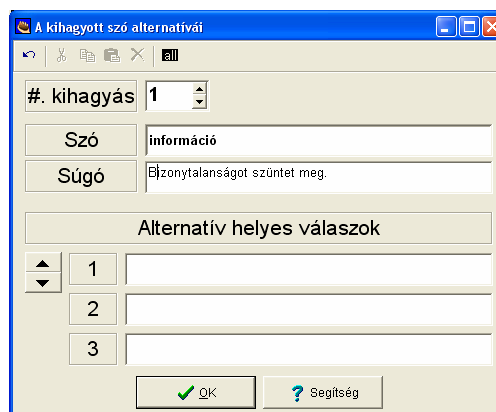 A kihagyott szó alternatívái
all
#. kihagyás 1
Szó információ
Súgó Bizonytalanságot szüntet meg.
Alternatív helyes válaszok
1
2
3
OK Segítség